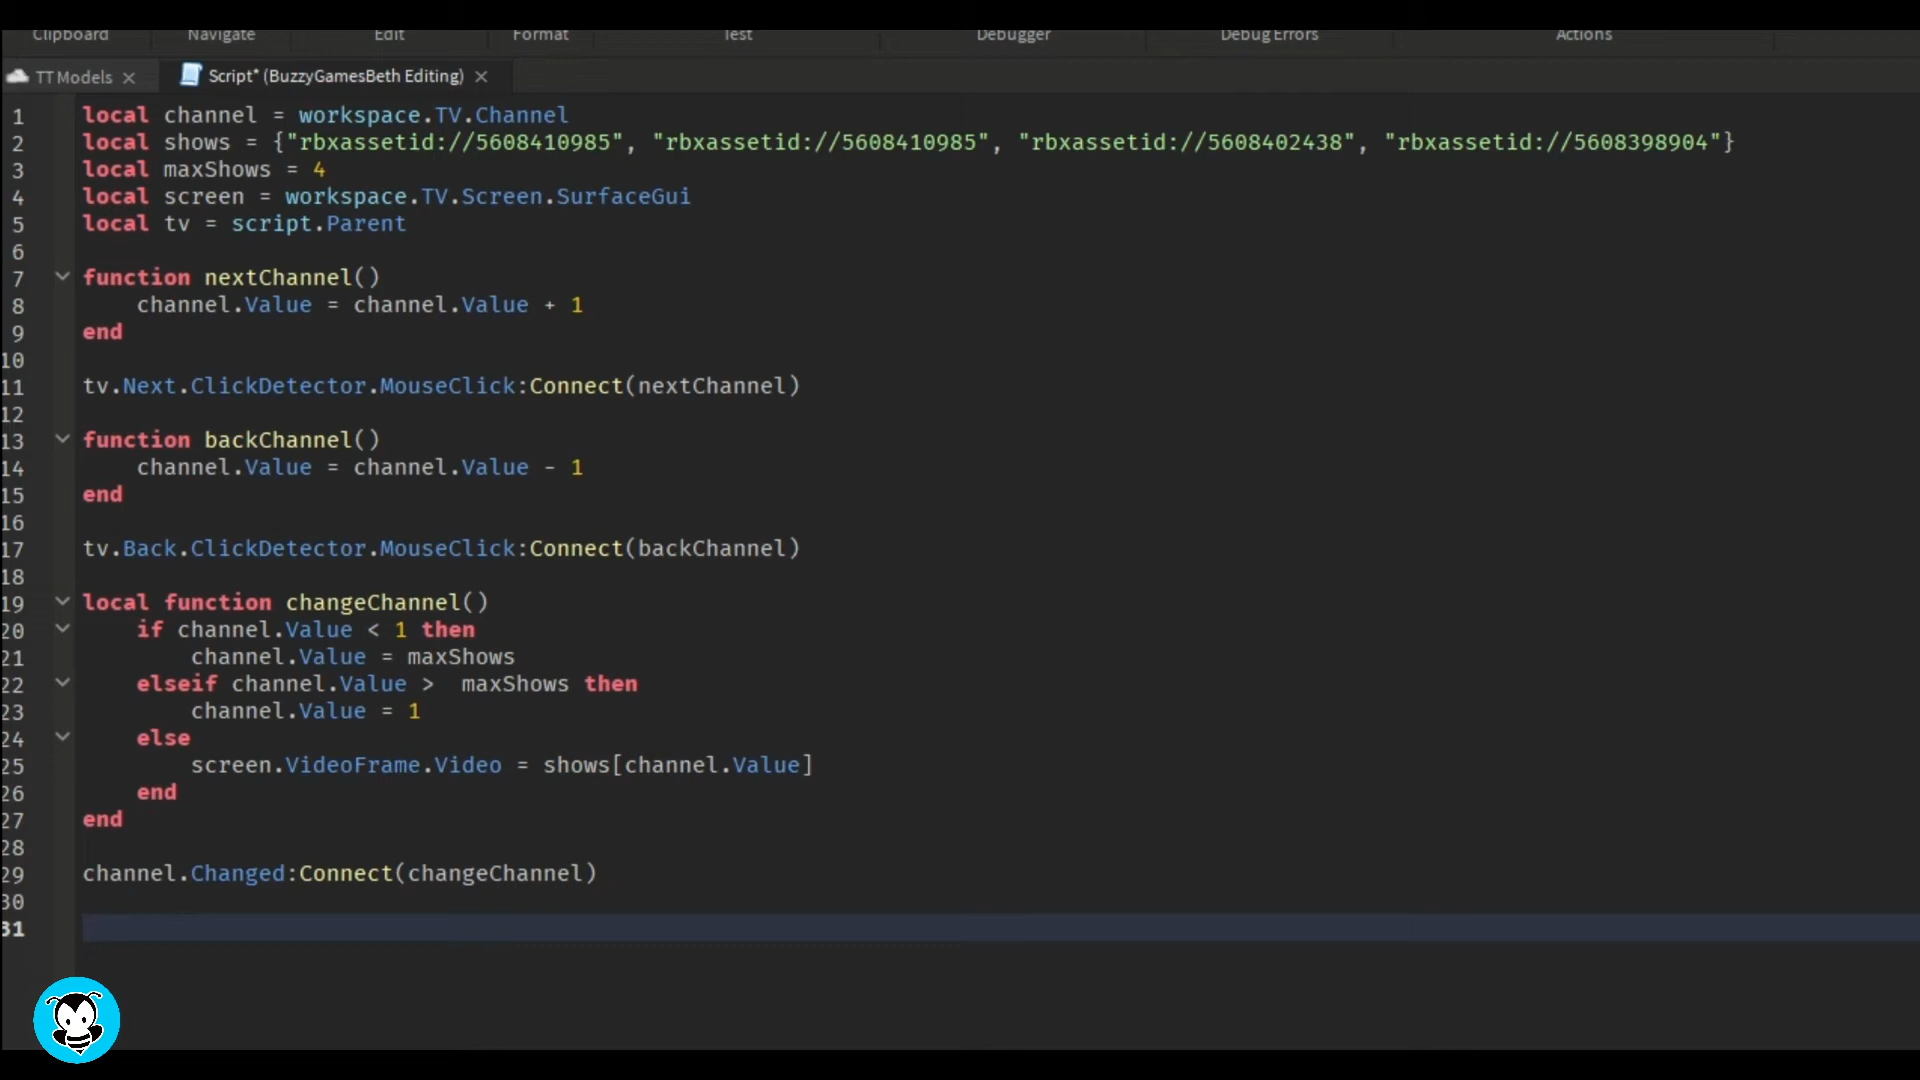 Clipboard Navigate Edit Format Test Debugger Debug Errors Actions
TT Models × Script* (BuzzyGamesBeth Editing) ×
1 local channel = workspace.TV.Channel
2 local shows = {"rbxassetid://5608410985", "rbxassetid://5608410985", "rbxassetid://5608402438", "rbxassetid://5608398904"}
3 local maxShows = 4
4 local screen = workspace.TV.Screen.SurfaceGui
5 local tv = script.Parent
6
7 function nextChannel()
8 channel.Value = channel.Value + 1
9 end
10
11 tv.Next.ClickDetector.MouseClick:Connect(nextChannel)
12
13 function backChannel()
14 channel.Value = channel.Value - 1
15 end
16
17 tv.Back.ClickDetector.MouseClick:Connect(backChannel)
18
19 local function changeChannel()
20 if channel.Value < 1 then
21 channel.Value = maxShows
22 elseif channel.Value >  maxShows then
23 channel.Value = 1
24 else
25 screen.VideoFrame.Video = shows[channel.Value]
26 end
27 end
28
29 channel.Changed:Connect(changeChannel)
30
31